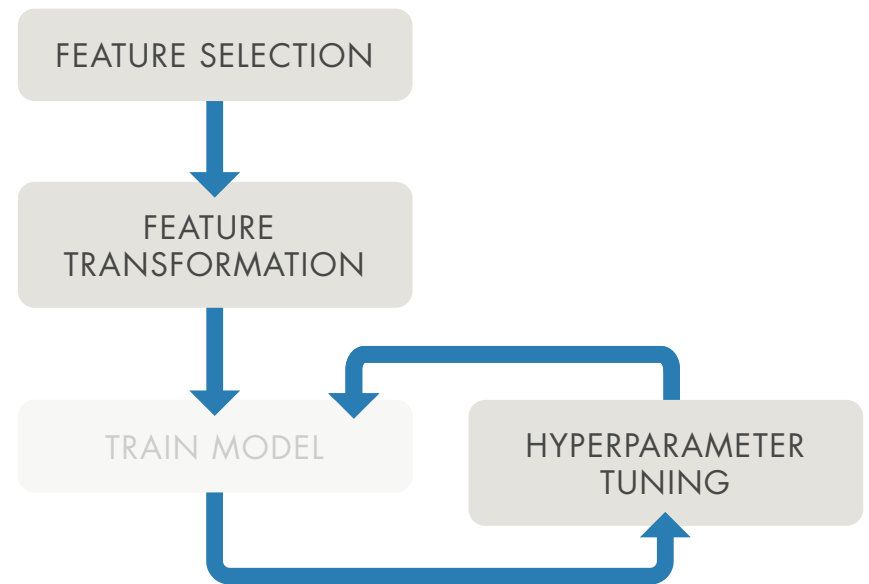 FEATURE SELECTION
FEATURE
TRANSFORMATION
TRAIN MODEL
HYPERPARAMETER
TUNING